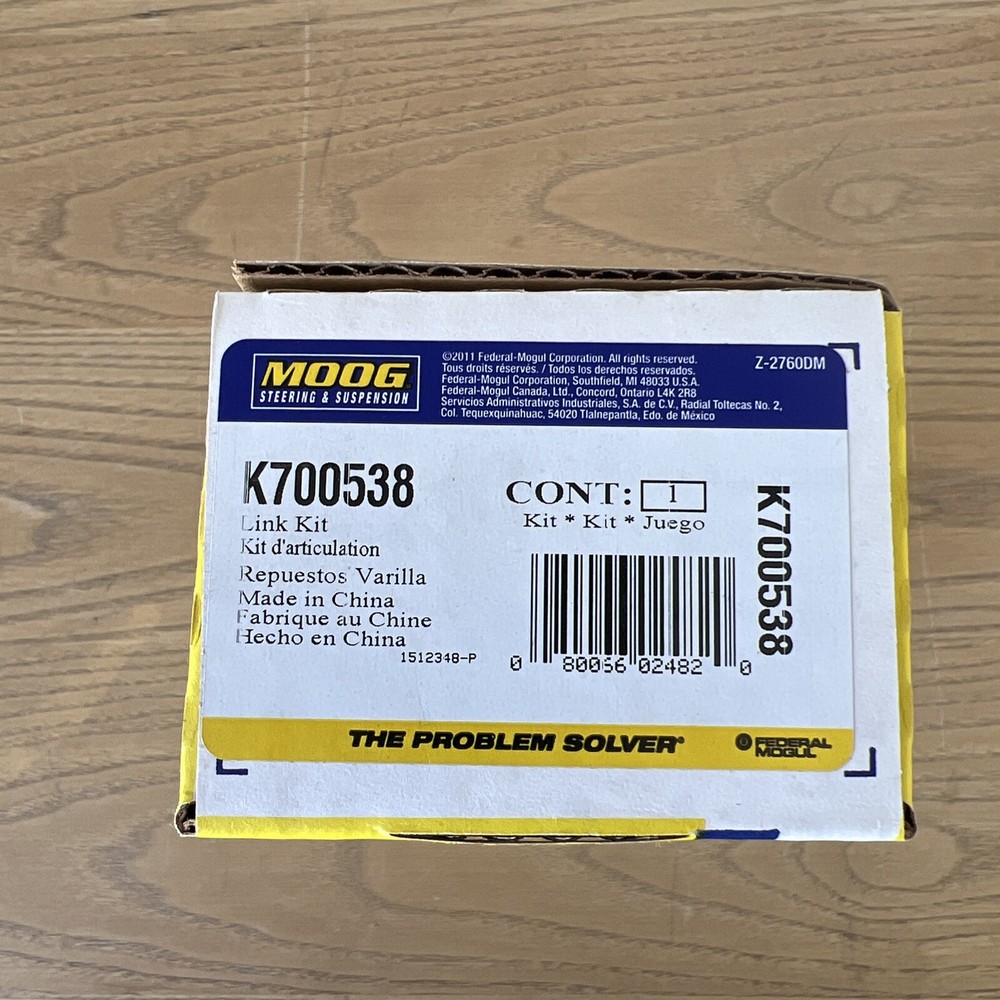 MOOG
STEERING & SUSPENSION
©2011 Federal-Mogul Corporation. All rights reserved.
Tous droits réservés. / Todos los derechos reservados.
Federal-Mogul Corporation, Southfield, MI 48033 U.S.A.
Federal-Mogul Canada, Ltd., Concord, Ontario L4K 2R8
Servicios Administrativos Industriales, S.A. de C.V., Radial Toltecas No. 2,
Col. Tequexquinahuac, 54020 Tlalnepantla, Edo. de México
Z-2760DM
K700538
Link Kit
Kit d'articulation
Repuestos Varilla
Made in China
Fabrique au Chine
Hecho en China
1512348-P
CONT: 1
Kit * Kit * Juego
0 80066 02482 0
K700538
THE PROBLEM SOLVER®
FEDERAL
MOGUL